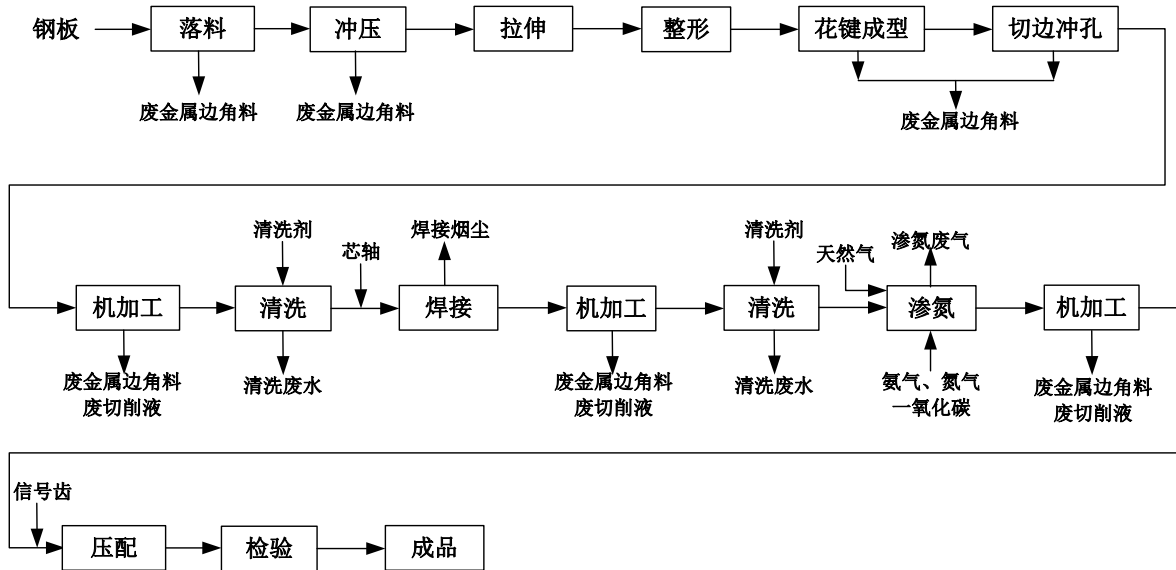 钢板
落料
冲压
拉伸
整形
花键成型
切边冲孔
废金属边角料
废金属边角料
废金属边角料
清洗剂
芯轴
焊接烟尘
清洗剂
天然气
渗氮废气
机加工
清洗
焊接
机加工
清洗
渗氮
机加工
废金属边角料
废切削液
清洗废水
废金属边角料
废切削液
清洗废水
氨气、氮气
一氧化碳
废金属边角料
废切削液
信号齿
压配
检验
成品